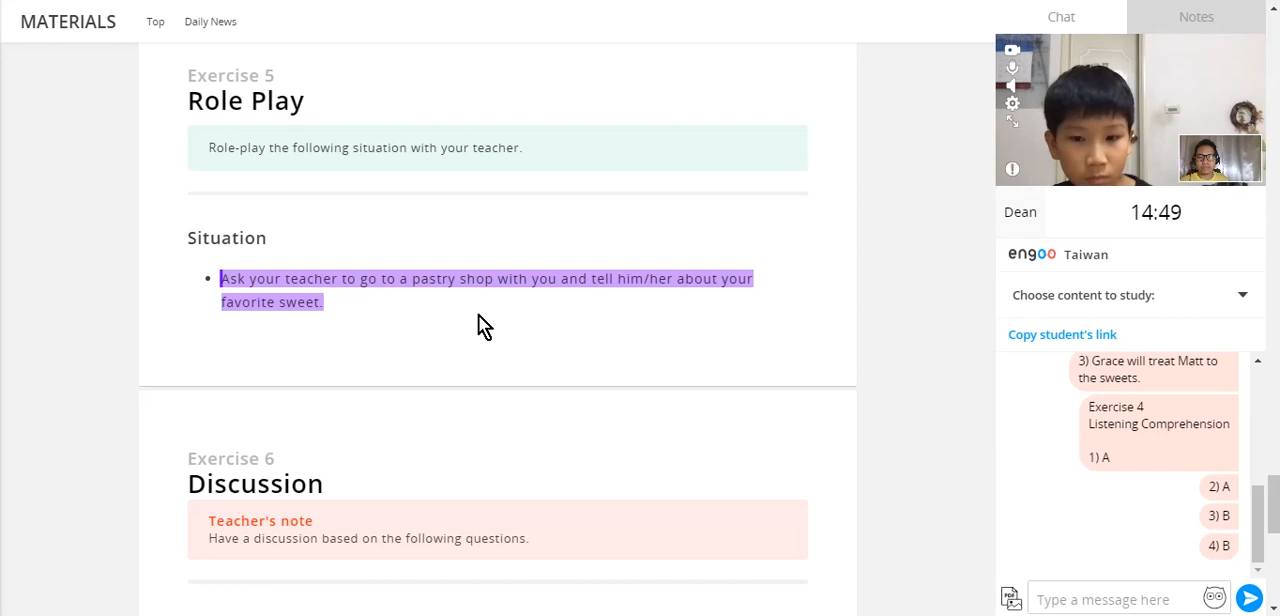 MATERIALS Top Daily News
Chat Notes
Exercise 5
Role Play
Role-play the following situation with your teacher.
Situation
• Ask your teacher to go to a pastry shop with you and tell him/her about your
favorite sweet.
Exercise 6
Discussion
Teacher's note
Have a discussion based on the following questions.
Dean 14:49
engoo Taiwan
Choose content to study:
Copy student's link
3) Grace will treat Matt to
the sweets.
Exercise 4
Listening Comprehension
1) A
2) A
3) B
4) B
PDF
Type a message here